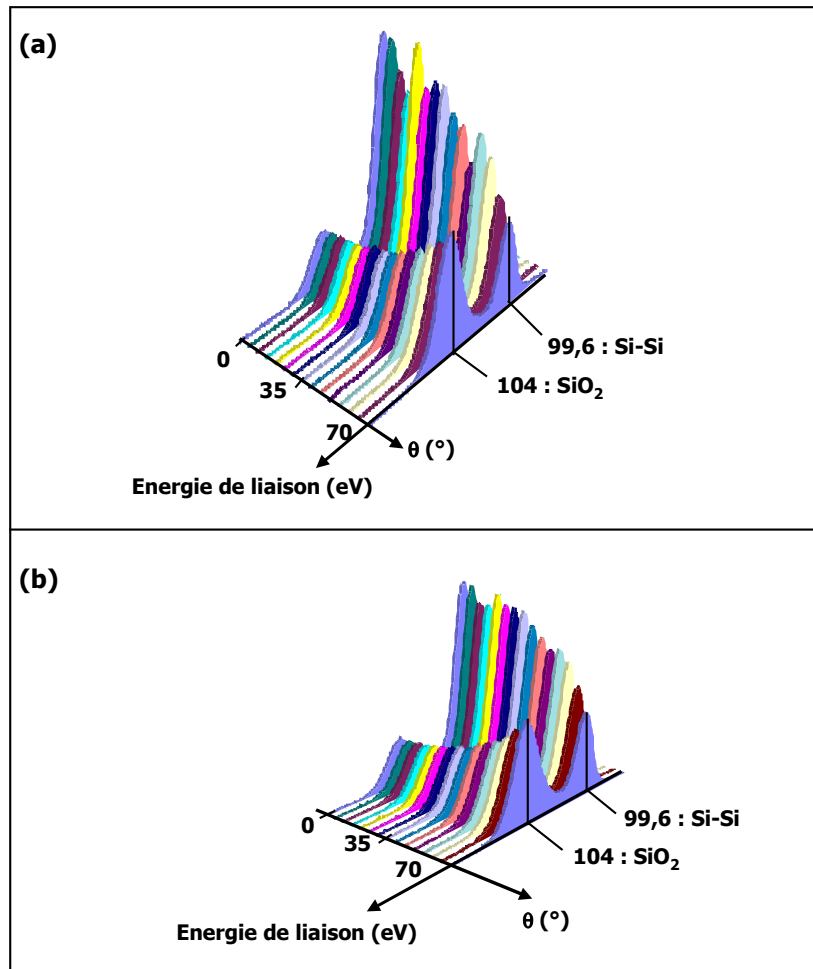 (a)
99,6 : Si-Si
0
104 : SiO₂
35
70
θ (°)
Energie de liaison (eV)
(b)
99,6 : Si-Si
0
35
104 : SiO₂
70
θ (°)
Energie de liaison (eV)